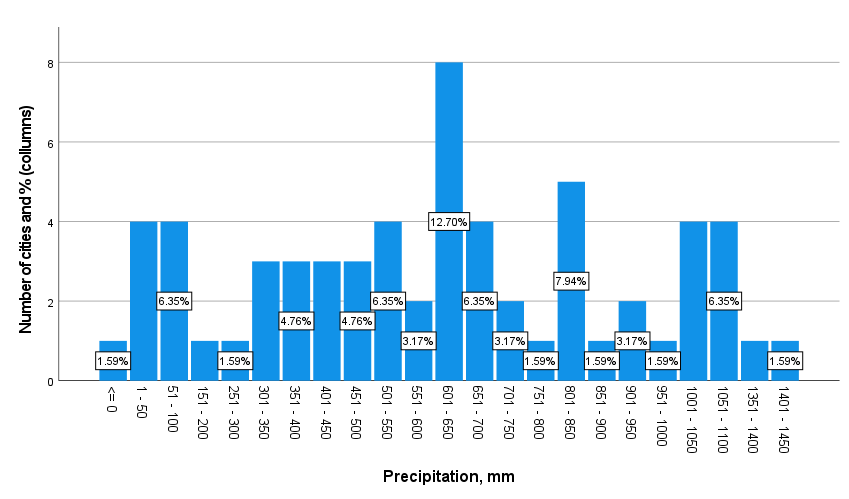 Number of cities and % (collumns)
8
6
4
2
0
12.70%
7.94%
6.35%
6.35%
6.35%
6.35%
4.76%
4.76%
3.17%
3.17%
3.17%
1.59%
1.59%
1.59%
1.59%
1.59%
1.59%
<= 0
1 - 50
51 - 100
151 - 200
251 - 300
301 - 350
351 - 400
401 - 450
451 - 500
501 - 550
551 - 600
601 - 650
651 - 700
701 - 750
751 - 800
801 - 850
851 - 900
901 - 950
951 - 1000
1001 - 1050
1051 - 1100
1351 - 1400
1401 - 1450
Precipitation, mm